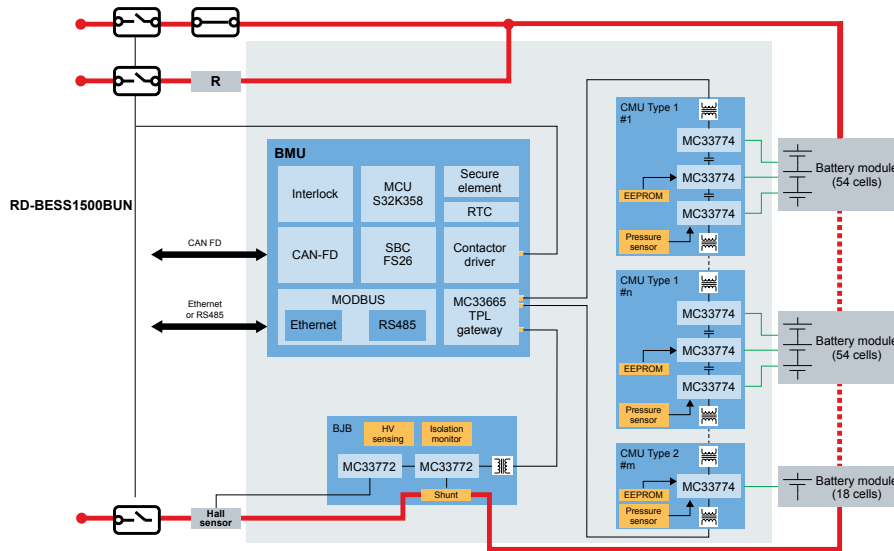 R
RD-BESS1500BUN
CAN FD
Ethernet
or RS485
BMU
Interlock
MCU
S32K358
Secure
element
RTC
CAN-FD
SBC
FS26
Contactor
driver
MODBUS
Ethernet
RS485
MC33665
TPL
gateway
BJB
HV
sensing
Isolation
monitor
MC33772
MC33772
Shunt
Hall
sensor
CMU Type 1
#1
MC33774
MC33774
MC33774
EEPROM
Pressure
sensor
Battery module
(54 cells)
CMU Type 1
#n
MC33774
MC33774
MC33774
EEPROM
Pressure
sensor
Battery module
(54 cells)
CMU Type 2
#m
MC33774
EEPROM
Pressure
sensor
Battery module
(18 cells)